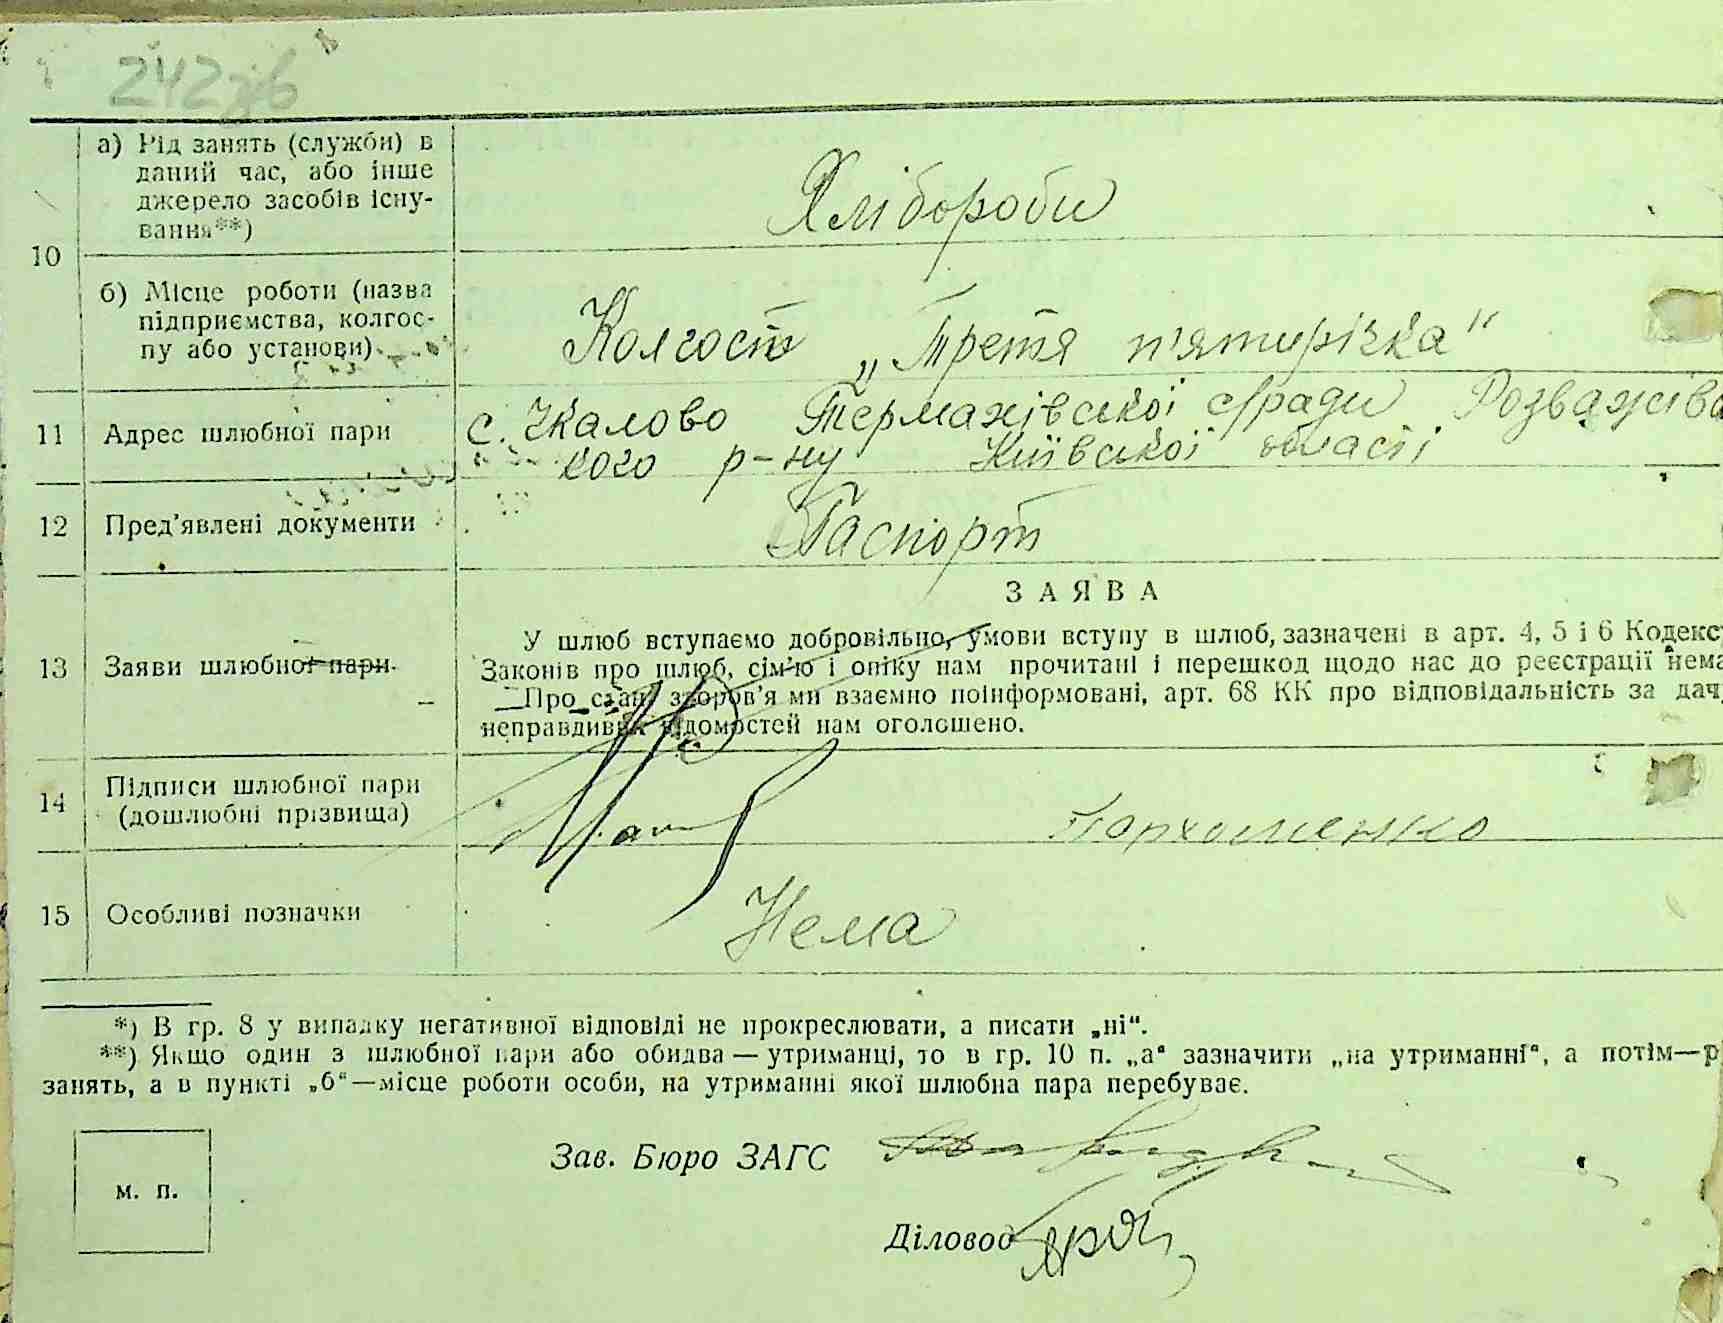 242зв
а) Рід занять (служби) в
даний час, або інше
джерело засобів існу-
вання**)
Хлібороби
10
б) Місце роботи (назва
підприємства, колгос-
пу або установи)
Колгосп „Третя п'ятирічка"
11 Адрес шлюбної пари
с. Чкалово Термахівської с/ради Розважівсь
кого р-ну Київської області
12 Пред'явлені документи Паспорт
ЗАЯВА
13 Заяви шлюбної пари
У шлюб вступаємо добровільно, умови вступу в шлюб, зазначені в арт. 4, 5 і 6 Кодекс
Законів про шлюб, сім'ю і опіку нам прочитані і перешкод щодо нас до реєстрації нема
Про стан здоров'я ми взаємно поінформовані, арт. 68 КК про відповідальність за дач
неправдивих відомостей нам оголошено.
14 Підписи шлюбної пари
(дошлюбні прізвища)
Пархоменко
15 Особливі позначки Нема
*) В гр. 8 у випадку негативної відповіді не прокреслювати, а писати „ні".
**) Якщо один з шлюбної пари або обидва — утриманці, то в гр. 10 п. „а" зазначити „на утриманні", а потім—р
занять, а в пункті „б"—місце роботи особи, на утриманні якої шлюбна пара перебуває.
Зав. Бюро ЗАГС
м. п.
Діловод